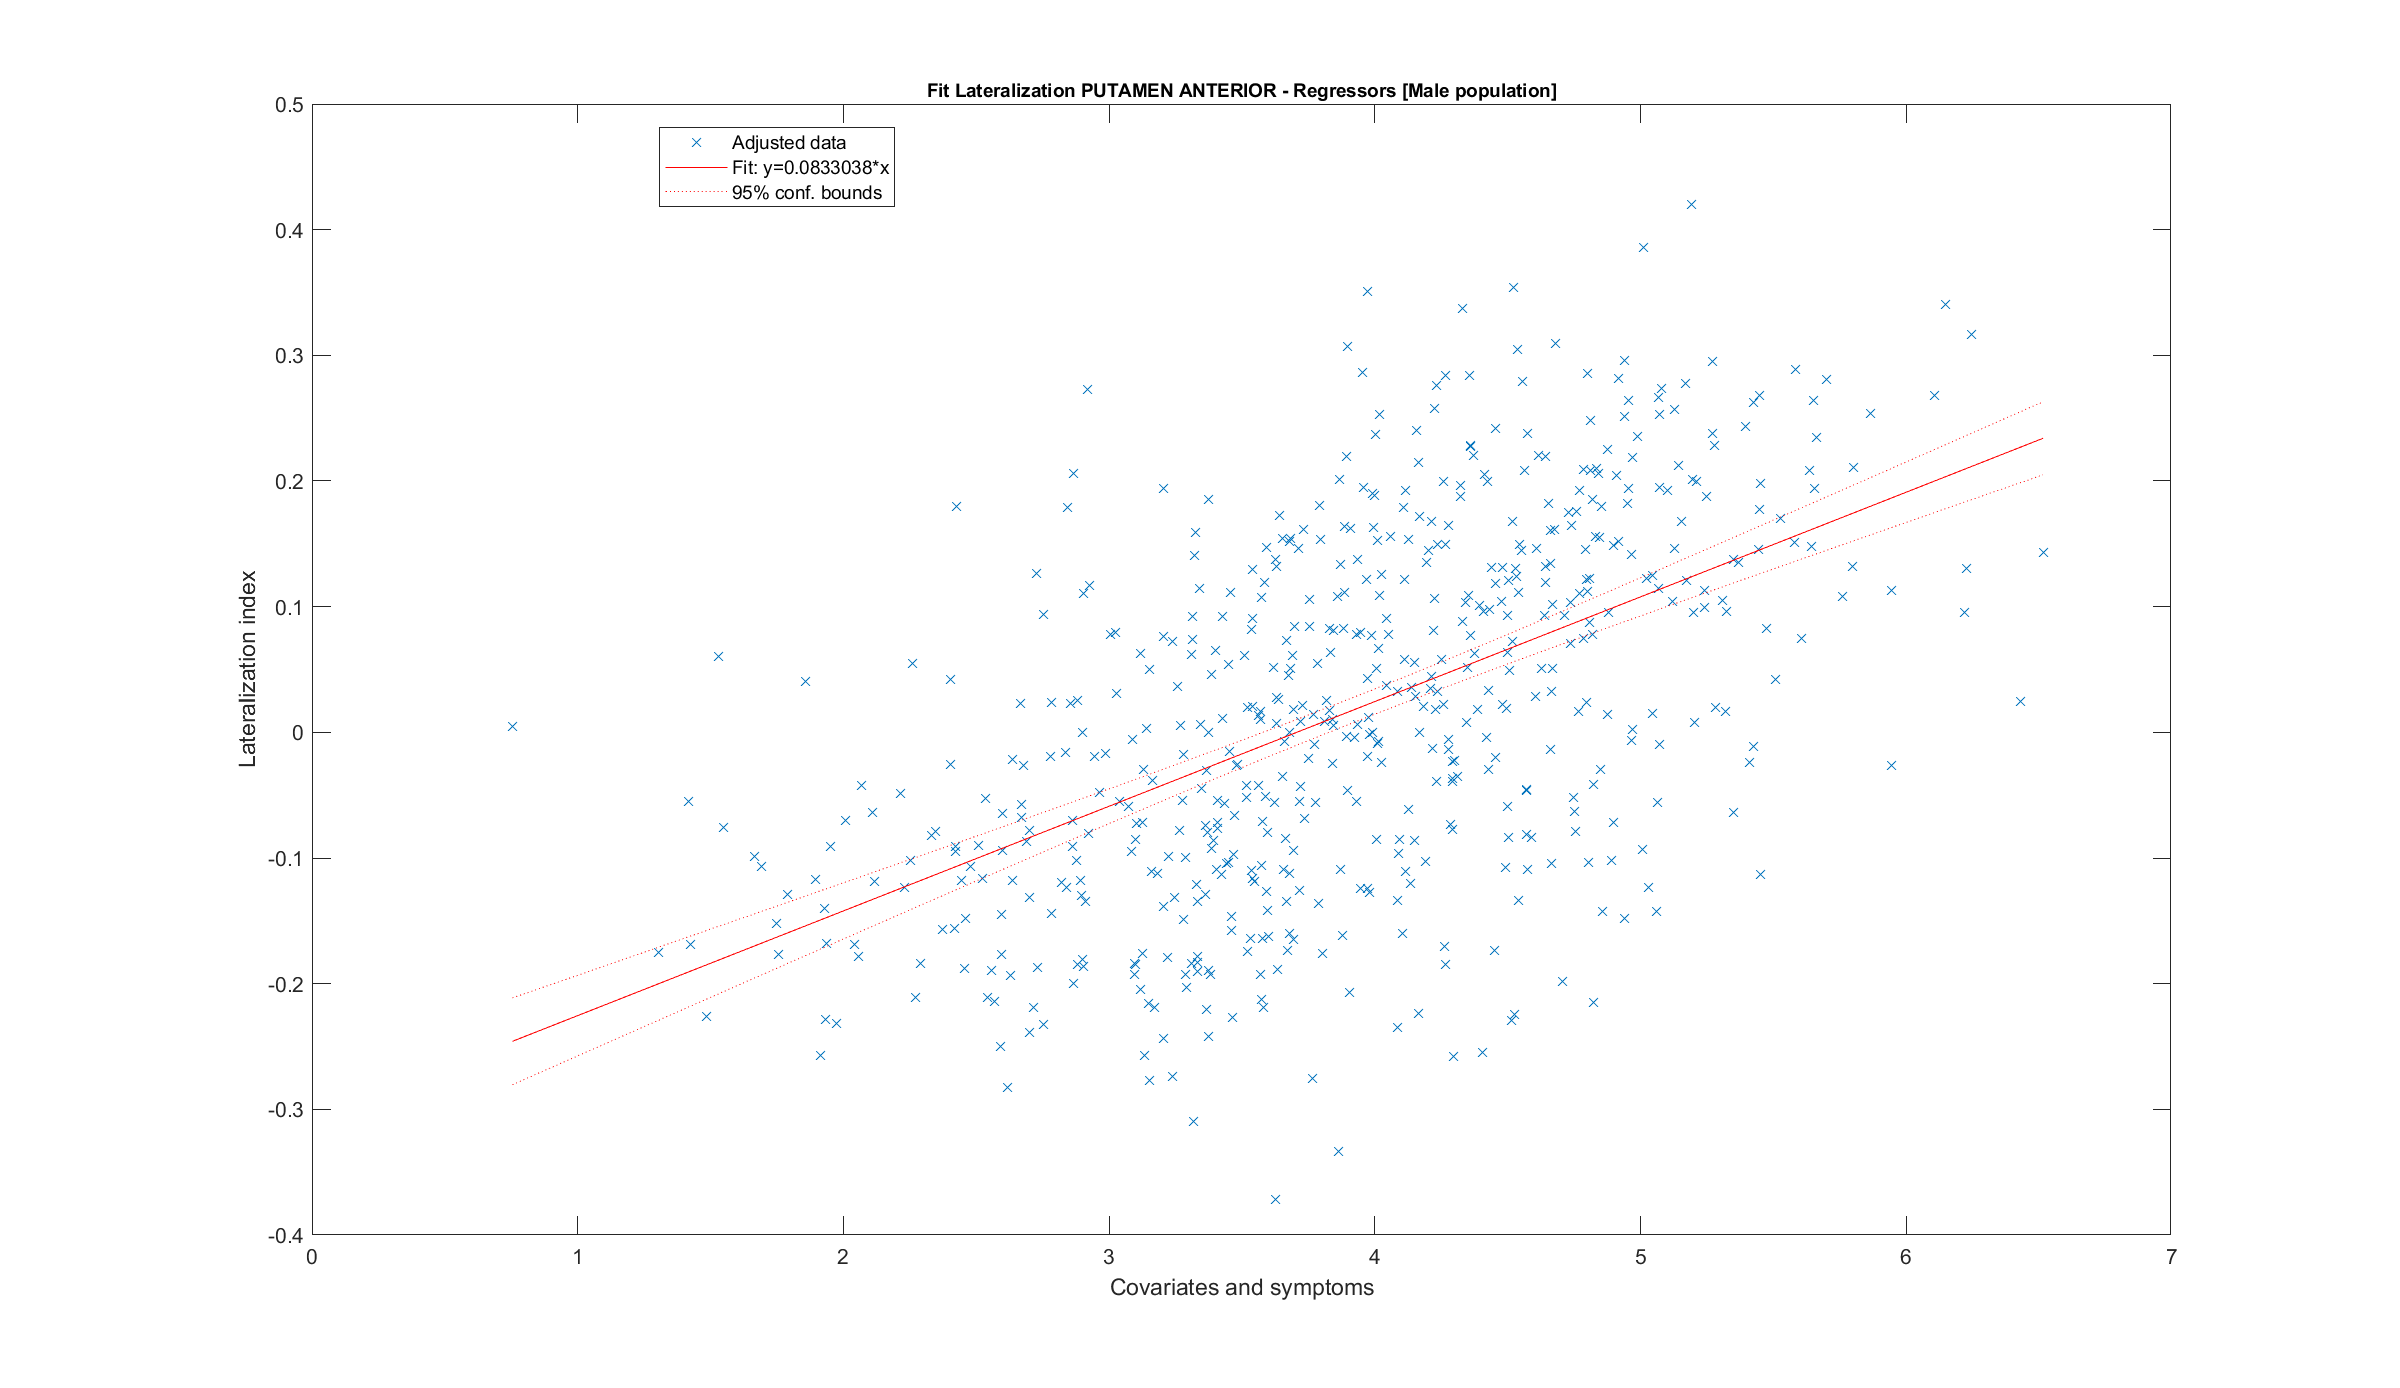 Fit Lateralization PUTAMEN ANTERIOR - Regressors [Male population]
Adjusted data
Fit: y=0.0833038*x
95% conf. bounds
Lateralization index
0.5
0.4
0.3
0.2
0.1
0
-0.1
-0.2
-0.3
-0.4
0 1 2 3 4 5 6 7
Covariates and symptoms